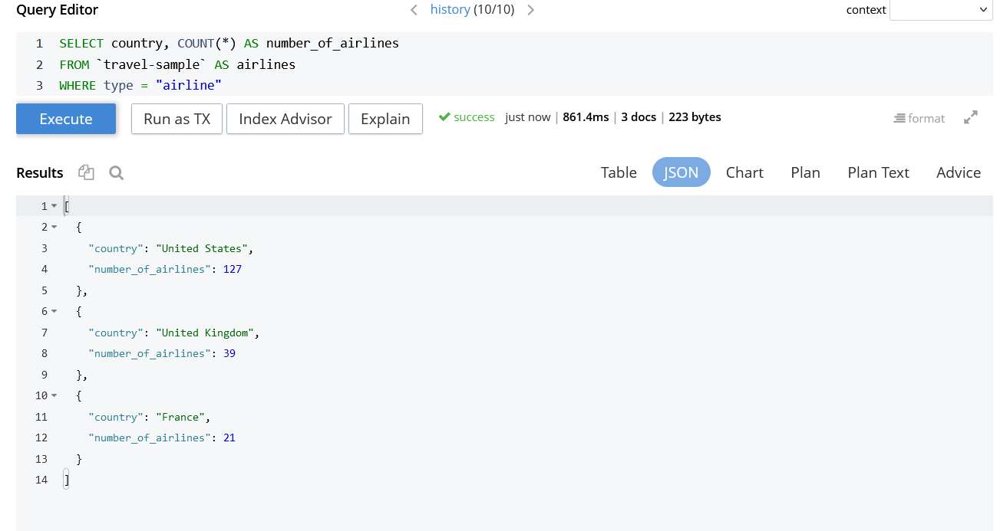 Query Editor
history (10/10)
context
1 SELECT country, COUNT(*) AS number_of_airlines
2 FROM `travel-sample` AS airlines
3 WHERE type = "airline"
Execute Run as TX Index Advisor Explain success just now | 861.4ms | 3 docs | 223 bytes format
Results Table JSON Chart Plan Plan Text Advice
1 [
2 {
3 "country": "United States",
4 "number_of_airlines": 127
5 },
6 {
7 "country": "United Kingdom",
8 "number_of_airlines": 39
9 },
10 {
11 "country": "France",
12 "number_of_airlines": 21
13 }
14 ]